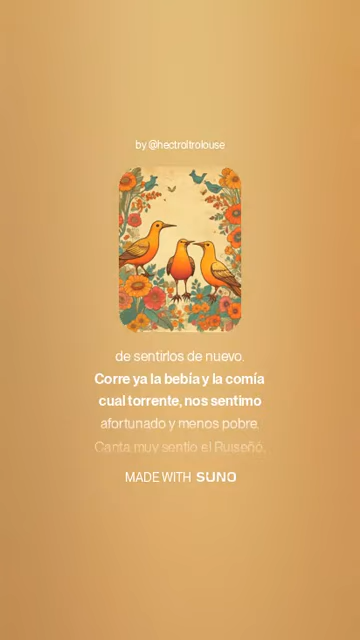 by @hectroltrolouse
de sentirlos de nuevo.
Corre ya la bebía y la comía
cual torrente, nos sentimo
afortunado y menos pobre.
Canta muy sentío el Ruiseñó.
MADE WITH SUNO